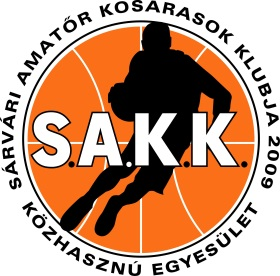 SÁRVÁRI AMATŐR KOSARASOK KLUBJA 2009
S.A.K.K.
KÖZHASZNÚ EGYESÜLET